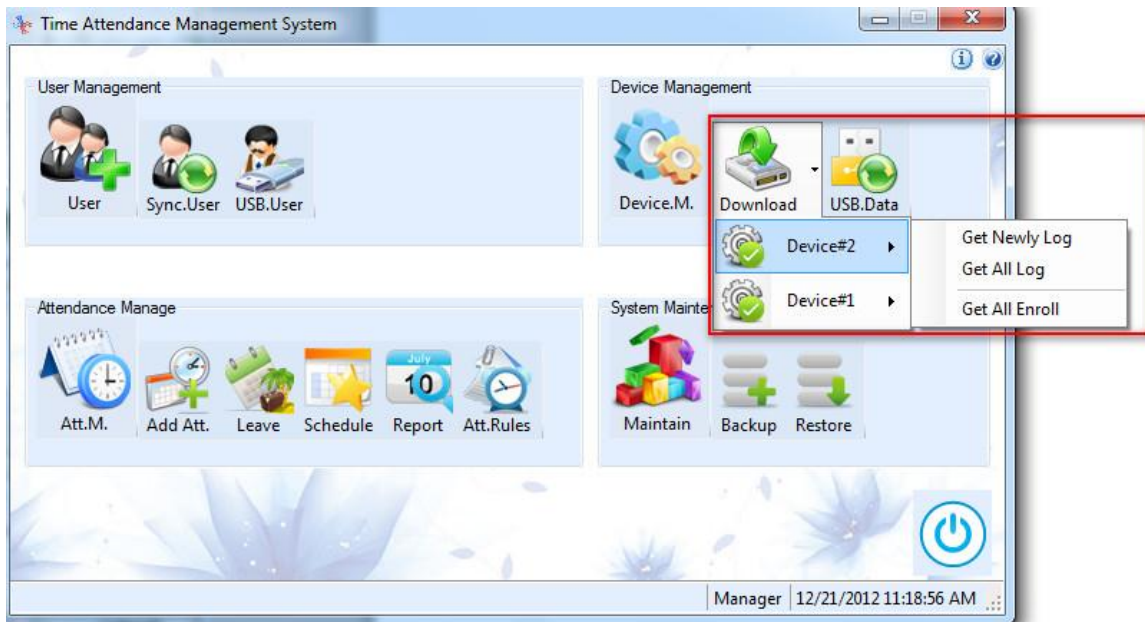 Time Attendance Management System
User Management
User
Sync.User
USB.User
Device Management
Device.M.
Download
USB.Data
Device#2
Device#1
Get Newly Log
Get All Log
Get All Enroll
Attendance Manage
July
10
Att.M.
Add Att.
Leave
Schedule
Report
Att.Rules
System Mainte
Maintain
Backup
Restore
Manager
12/21/2012 11:18:56 AM